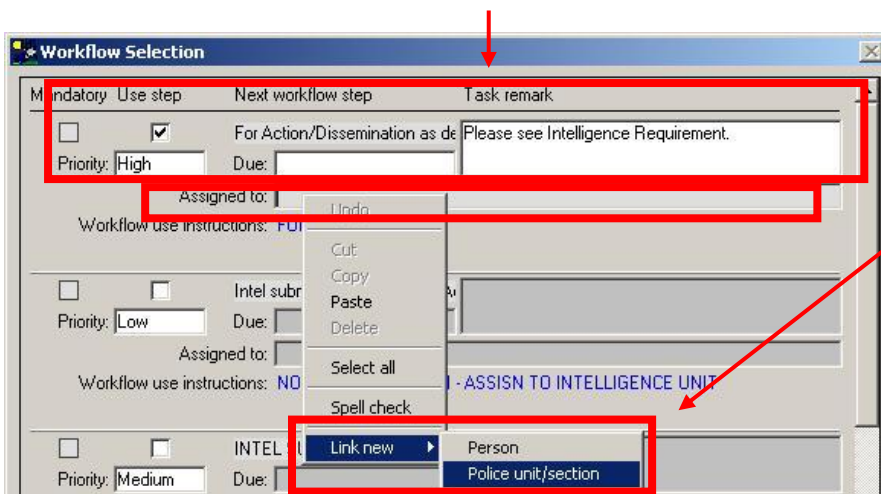 Workflow Selection
Mandatory Use step Next workflow step Task remark
For Action/Dissemination as de Please see Intelligence Requirement.
Priority: High Due:
Assigned to:
Workflow use instructions:
Undo
Cut
Copy
Paste
Delete
Select all
Spell check
Link new
Person
Police unit/section
Intel subr
Priority: Low Due:
Assigned to:
Workflow use instructions: NO - ASSISN TO INTELLIGENCE UNIT
INTEL
Priority: Medium Due: